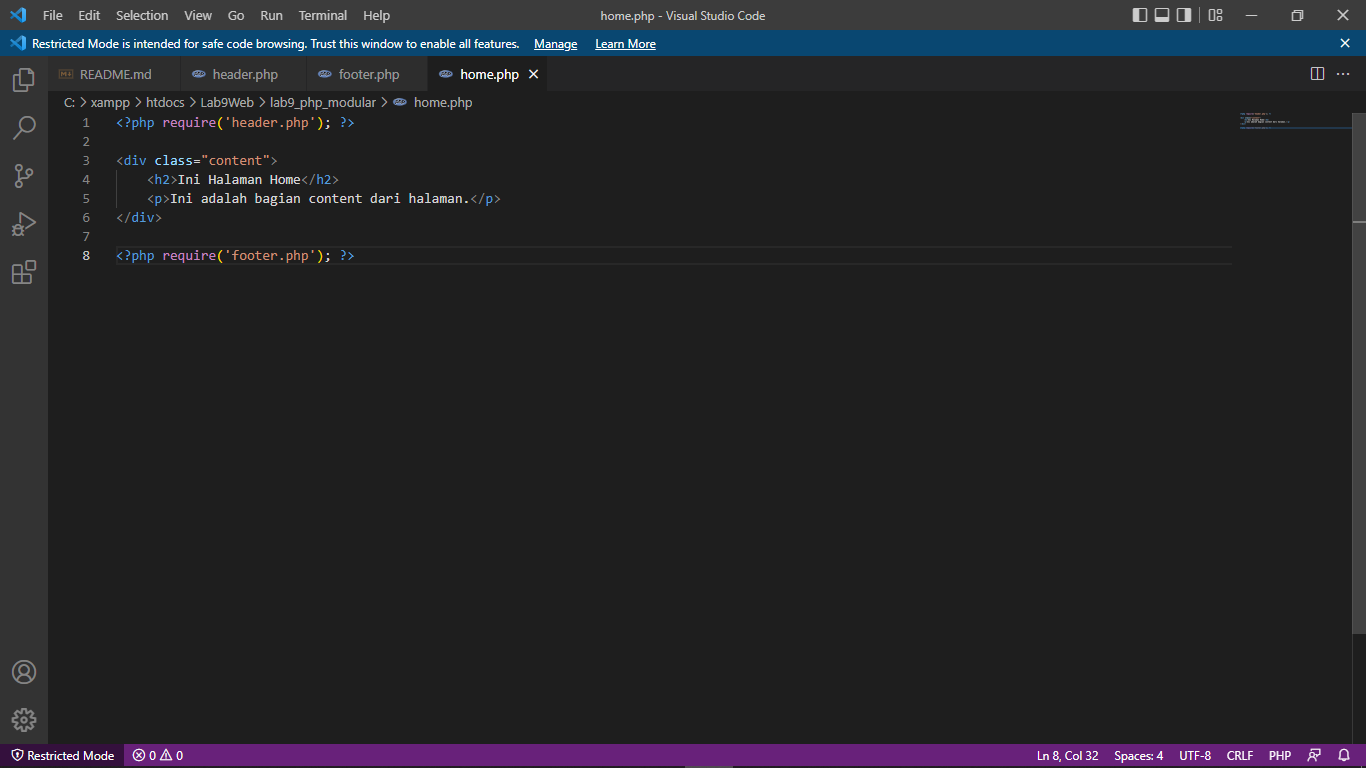 File Edit Selection View Go Run Terminal Help home.php - Visual Studio Code
Restricted Mode is intended for safe code browsing. Trust this window to enable all features. Manage Learn More
README.md header.php footer.php home.php
C: > xampp > htdocs > Lab9Web > lab9_php_modular > home.php
1 <?php require('header.php'); ?>
2
3 <div class="content">
4 <h2>Ini Halaman Home</h2>
5 <p>Ini adalah bagian content dari halaman.</p>
6 </div>
7
8 <?php require('footer.php'); ?>
Restricted Mode 0 0 Ln 8, Col 32 Spaces: 4 UTF-8 CRLF PHP